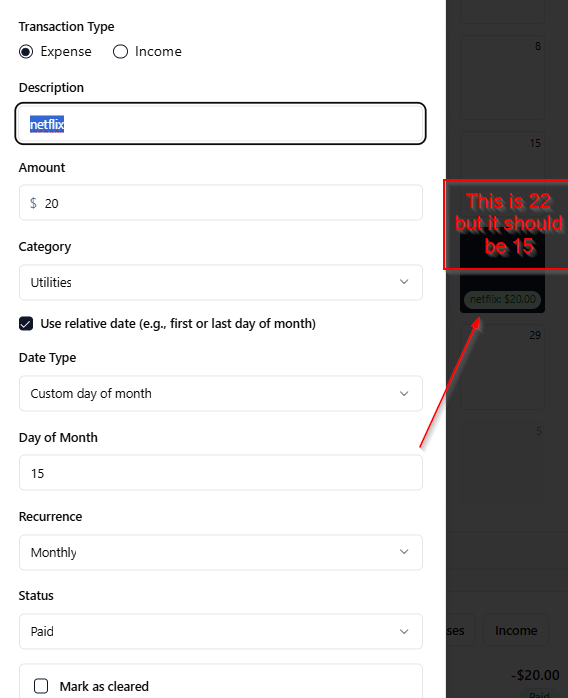 Transaction Type
Expense
Income
Description
netflix
Amount
$ 20
Category
Utilities
Use relative date (e.g., first or last day of month)
Date Type
Custom day of month
Day of Month
15
Recurrence
Monthly
Status
Paid
Mark as cleared
8
15
This is 22
but it should
be 15
netflix: $20.00
29
5
ses
Income
-$20.00
Paid